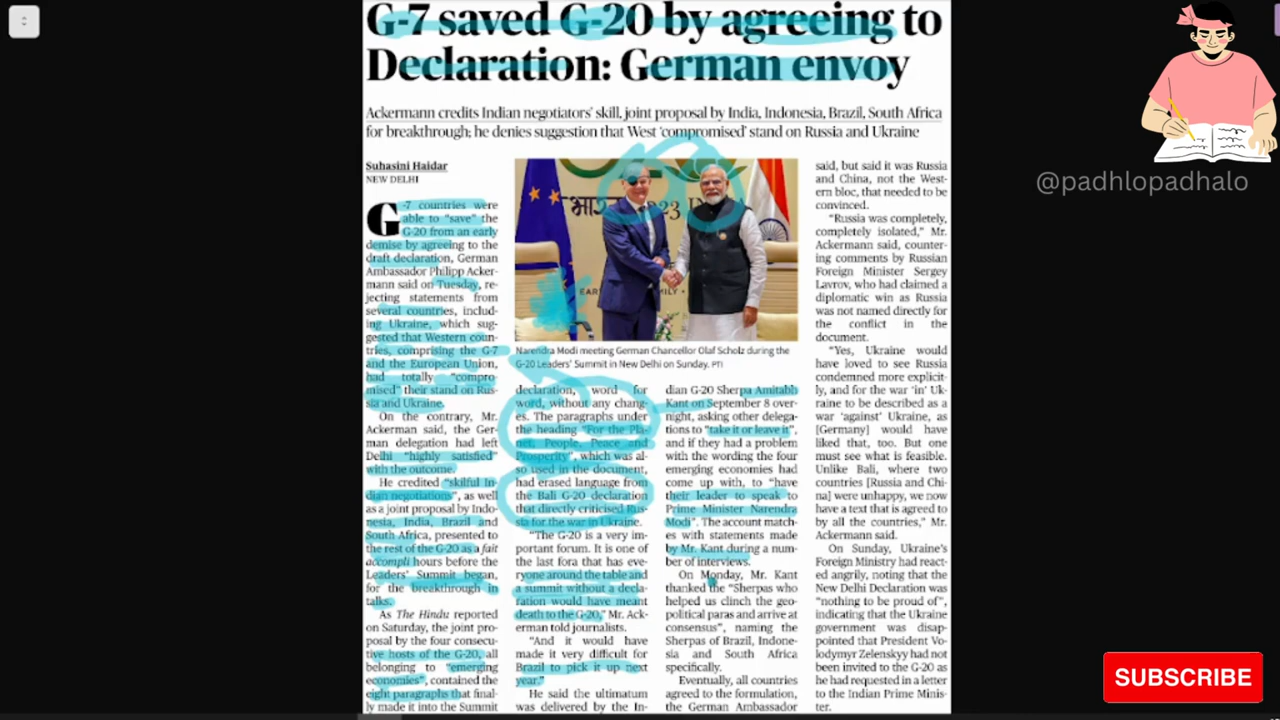 G-7 saved G-20 by agreeing to
Declaration: German envoy
Ackermann credits Indian negotiators' skill, joint proposal by India, Indonesia, Brazil, South Africa
for breakthrough; he denies suggestion that West 'compromised' stand on Russia and Ukraine
Suhasini Haidar
NEW DELHI
G-7 countries were
able to "save" the
G-20 from an early
demise by agreeing to the
draft declaration, German
Ambassador Philipp Acker-
mann said on Tuesday, re-
jecting statements from
several countries, includ-
ing Ukraine, which sug-
gested that Western coun-
tries, comprising the G-7
and the European Union,
had totally "compro-
mised" their stand on Rus-
sia and Ukraine.
On the contrary, Mr.
Ackerman said, the Ger-
man delegation had left
Delhi "highly satisfied"
with the outcome.
He credited "skilful In-
dian negotiations", as well
as a joint proposal by Indo-
nesia, India, Brazil and
South Africa, presented to
the rest of the G-20 as a fait
accompli hours before the
Leaders' Summit began,
for the breakthrough in
talks.
As The Hindu reported
on Saturday, the joint pro-
posal by the four consecu-
tive hosts of the G-20, all
belonging to "emerging
economies", contained the
eight paragraphs that final-
ly made it into the Summit
भारत 2023 IN
Narendra Modi meeting German Chancellor Olaf Scholz during the
G-20 Leaders' Summit in New Delhi on Sunday. PTI
declaration, word for
word, without any chang-
es. The paragraphs under
the heading "For the Pla-
net, People, Peace and
Prosperity", which was al-
so used in the document,
had erased language from
the Bali G-20 declaration
that directly criticised Rus-
sia for the war in Ukraine.
"The G-20 is a very im-
portant forum. It is one of
the last fora that has eve-
ryone around the table and
a summit without a decla-
ration would have meant
death to the G-20," Mr. Ack-
erman told journalists.
"And it would have
made it very difficult for
Brazil to pick it up next
year."
He said the ultimatum
was delivered by the In-
dian G-20 Sherpa Amitabh
Kant on September 8 over-
night, asking other delega-
tions to "take it or leave it",
and if they had a problem
with the wording the four
emerging economies had
come up with, to "have
their leader to speak to
Prime Minister Narendra
Modi". The account match-
es with statements made
by Mr. Kant during a num-
ber of interviews.
On Monday, Mr. Kant
thanked the "Sherpas who
helped us clinch the geo-
political paras and arrive at
consensus", naming the
Sherpas of Brazil, Indone-
sia and South Africa
specifically.
Eventually, all countries
agreed to the formulation,
the German Ambassador
said, but said it was Russia
and China, not the West-
ern bloc, that needed to be
convinced.
"Russia was completely,
completely isolated," Mr.
Ackermann said, counter-
ing comments by Russian
Foreign Minister Sergey
Lavrov, who had claimed a
diplomatic win as Russia
was not named directly for
the conflict in the
document.
"Yes, Ukraine would
have loved to see Russia
condemned more explicit-
ly, and for the war 'in' Uk-
raine to be described as a
war 'against' Ukraine, as
[Germany] would have
liked that, too. But one
must see what is feasible.
Unlike Bali, where two
countries [Russia and Chi-
na] were unhappy, we now
have a text that is agreed to
by all the countries," Mr.
Ackermann said.
On Sunday, Ukraine's
Foreign Ministry had react-
ed angrily, noting that the
New Delhi Declaration was
"nothing to be proud of",
indicating that the Ukraine
government was disap-
pointed that President Vo-
lodymyr Zelenskyy had not
been invited to the G-20 as
he had requested in a letter
to the Indian Prime Minis-
ter.
@padhlopadhalo
SUBSCRIBE